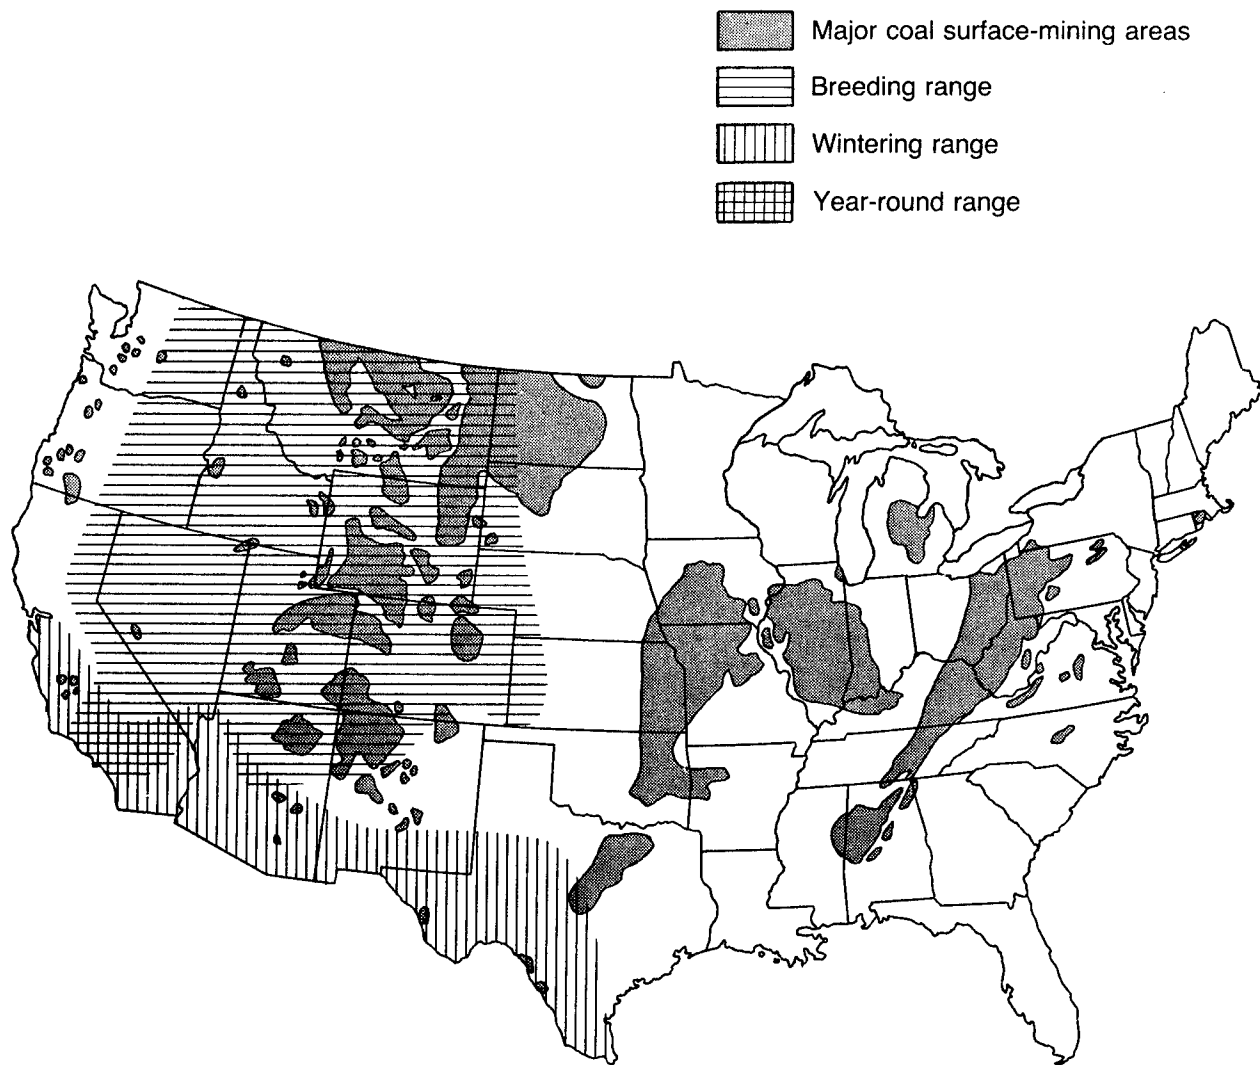 Major coal surface-mining areas
Breeding range
Wintering range
Year-round range